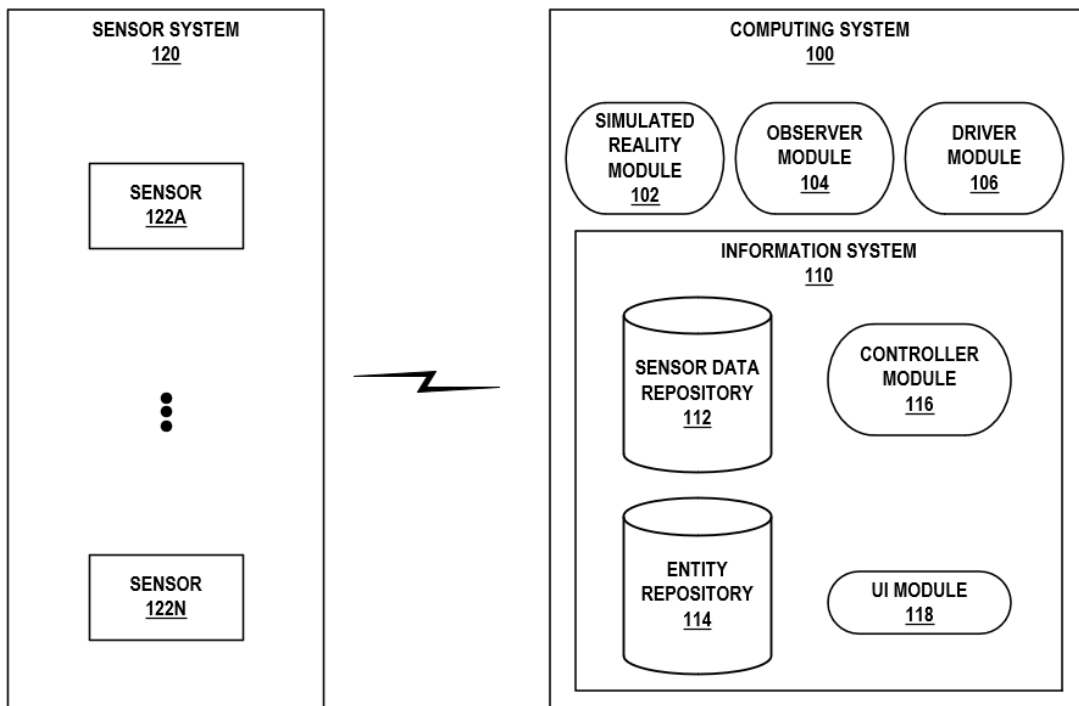 SENSOR SYSTEM
120
SENSOR
122A
SENSOR
122N
COMPUTING SYSTEM
100
SIMULATED
REALITY
MODULE
102
OBSERVER
MODULE
104
DRIVER
MODULE
106
INFORMATION SYSTEM
110
SENSOR DATA
REPOSITORY
112
CONTROLLER
MODULE
116
ENTITY
REPOSITORY
114
UI MODULE
118